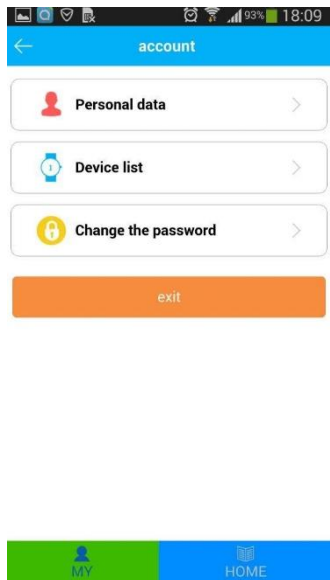 93% 18:09
account
Personal data
Device list
Change the password
exit
MY HOME